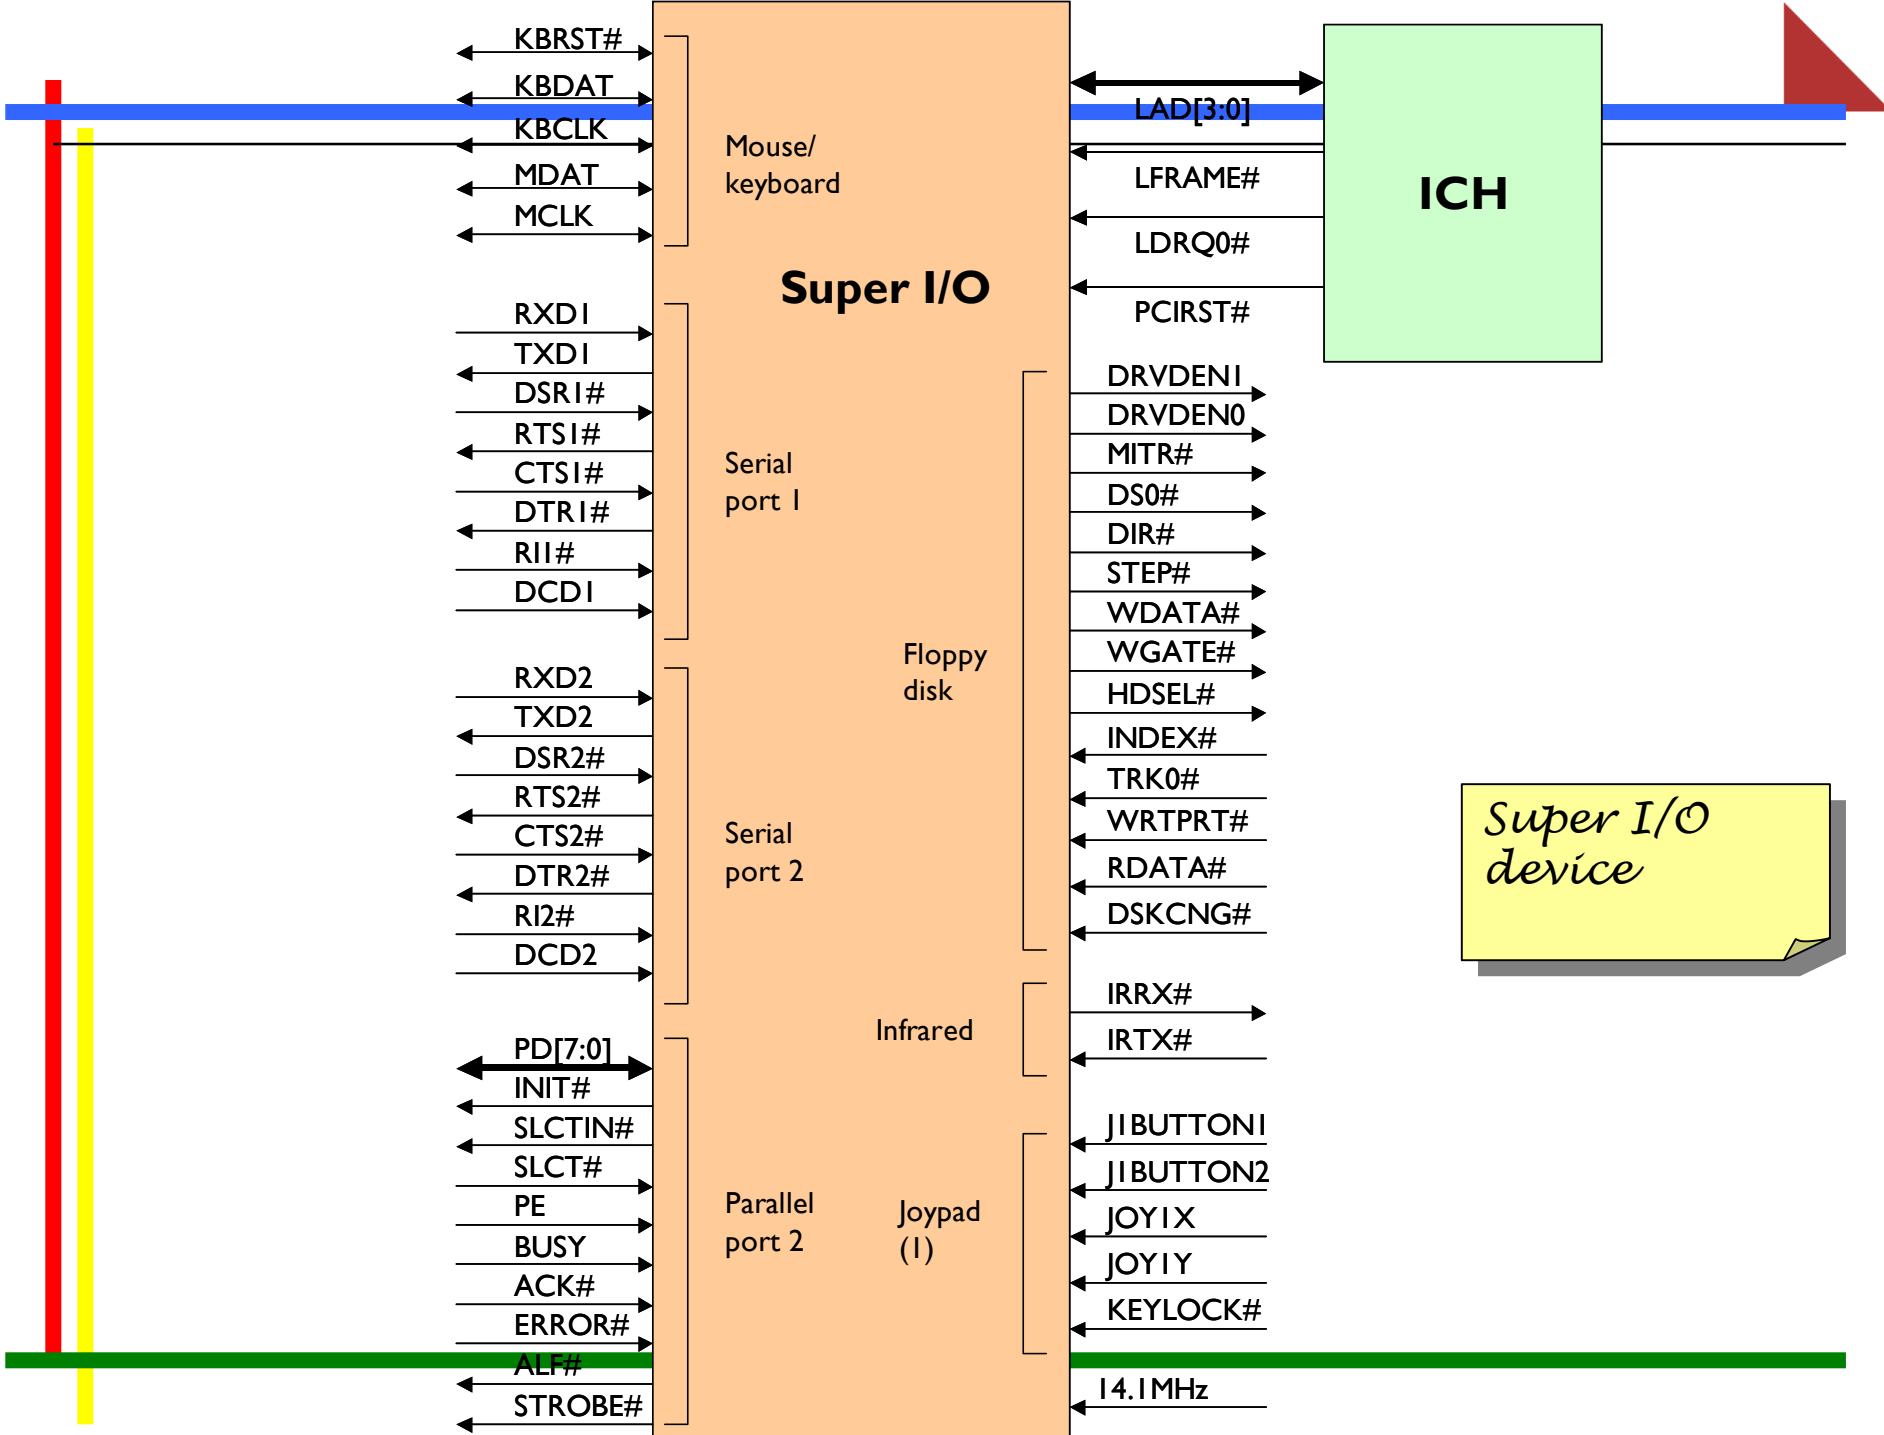 KBRST#
KBDAT
KBCLK
MDAT
MCLK
Mouse/
keyboard
Super I/O
RXD1
TXD1
DSR1#
RTS1#
CTS1#
DTR1#
RI1#
DCD1
Serial
port 1
RXD2
TXD2
DSR2#
RTS2#
CTS2#
DTR2#
RI2#
DCD2
Serial
port 2
PD[7:0]
INIT#
SLCTIN#
SLCT#
PE
BUSY
ACK#
ERROR#
ALF#
STROBE#
Parallel
port 2
LAD[3:0]
LFRAME#
LDRQ0#
PCIRST#
ICH
DRVDEN1
DRVDEN0
MITR#
DS0#
DIR#
STEP#
WDATA#
WGATE#
HDSEL#
INDEX#
TRK0#
WRTPRT#
RDATA#
DSKCNG#
Floppy
disk
IRRX#
IRTX#
Infrared
J1BUTTON1
J1BUTTON2
JOY1X
JOY1Y
KEYLOCK#
Joypad
(1)
14.1MHz
Super I/O
device